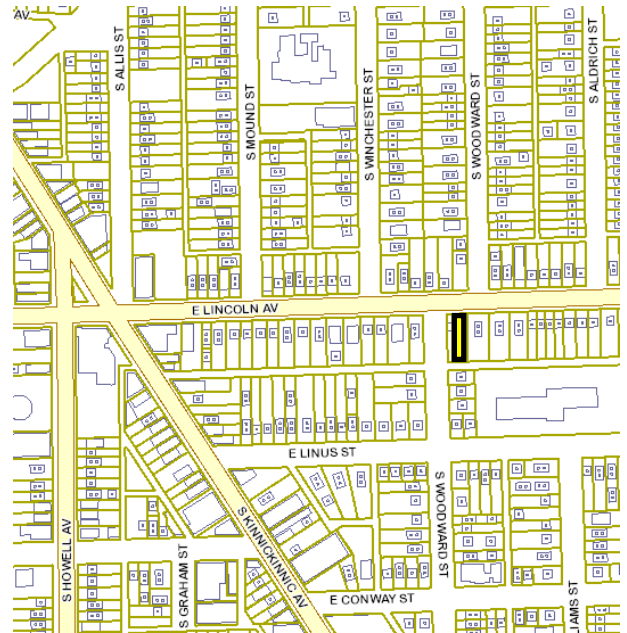 AV
S ALLIS ST
S MOUND ST
S WINCHESTER ST
S WOODWARD ST
S ALDRICH ST
E LINCOLN AV
E LINUS ST
S WOODWARD ST
S KINNICKINNIC AV
S HOWELL AV
S GRAHAM ST
E CONWAY ST
LIAMS ST